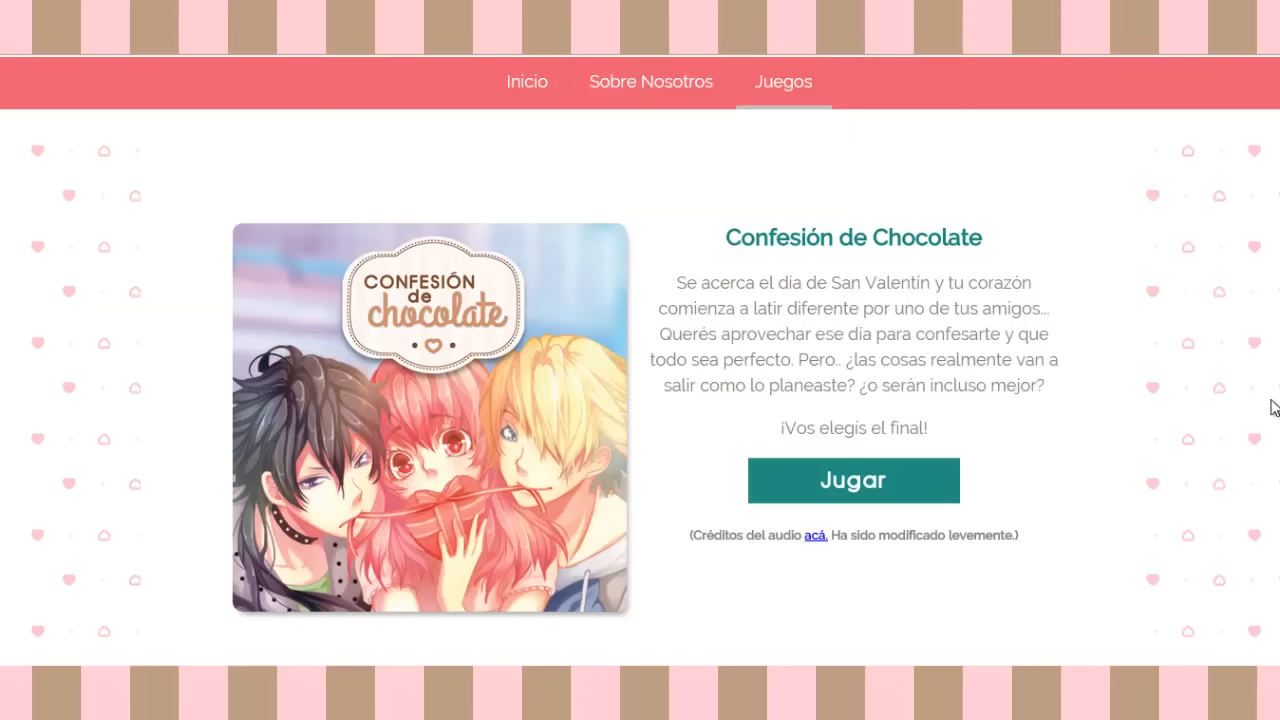 Inicio Sobre Nosotros Juegos
CONFESIÓN
de
chocolate
Confesión de Chocolate
Se acerca el día de San Valentín y tu corazón
comienza a latir diferente por uno de tus amigos...
Querés aprovechar ese día para confesarte y que
todo sea perfecto. Pero.. ¿las cosas realmente van a
salir como lo planeaste? ¿o serán incluso mejor?
¡Vos elegís el final!
Jugar
(Créditos del audio acá. Ha sido modificado levemente.)